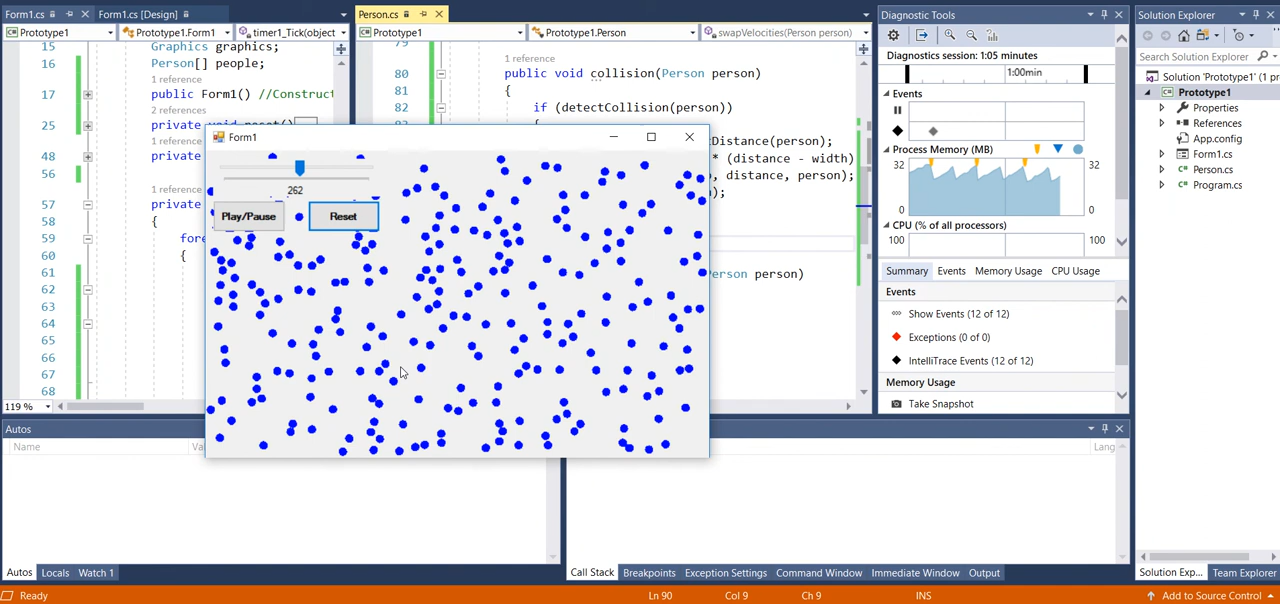 Form1.cs
Form1.cs [Design]
Prototype1
Prototype1.Form1
timer1_Tick(object
15
Graphics graphics;
16
Person[] people;
1 reference
17
public Form1() //Construct
2 references
25
private void reset()
1 reference
48
private
56
1 reference
57
private
58
{
59
fore
60
{
61
62
63
64
65
66
67
68
119 %
Person.cs
Prototype1
Prototype1.Person
swapVelocities(Person person)
79
1 reference
80
public void collision(Person person)
81
{
82
if (detectCollision(person))
83
Distance(person);
* (distance - width)
, distance, person);
);
Person person)
Form1
262
Play/Pause
Reset
Diagnostic Tools
Diagnostics session: 1:05 minutes
1:00min
Events
Process Memory (MB)
32
32
0
0
CPU (% of all processors)
100
100
Summary
Events
Memory Usage
CPU Usage
Events
Show Events (12 of 12)
Exceptions (0 of 0)
IntelliTrace Events (12 of 12)
Memory Usage
Take Snapshot
Solution Explorer
Search Solution Explorer
Solution 'Prototype1' (1 pr
Prototype1
Properties
References
App.config
Form1.cs
Person.cs
Program.cs
Solution Exp...
Team Explorer
Autos
Name
Va
Lang
Autos
Locals
Watch 1
Call Stack
Breakpoints
Exception Settings
Command Window
Immediate Window
Output
Ready
Ln 90
Col 9
Ch 9
INS
Add to Source Control